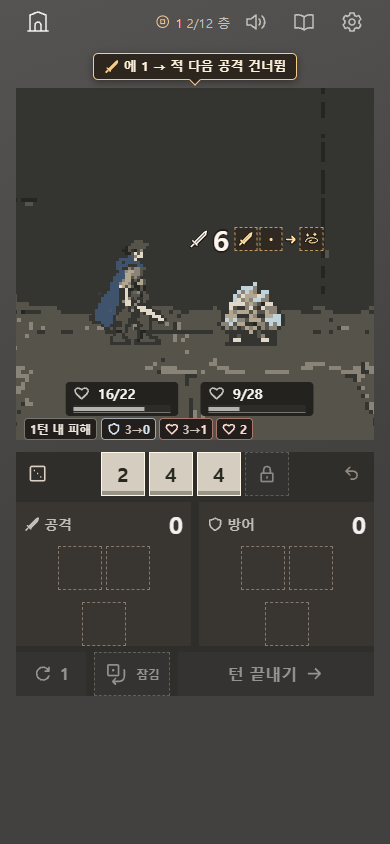 1 2/12 층
에 1 → 적 다음 공격 건너뜀
6 →
16/22
9/28
1턴 내 피해 3→0 3→1 2
2 4 4
공격 0
방어 0
1
잠김
턴 끝내기 →